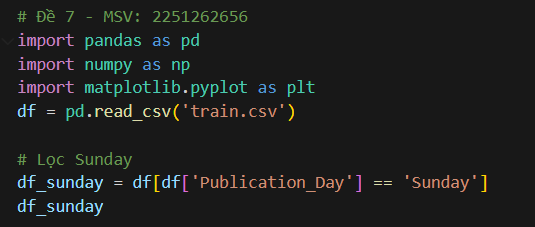 # Đề 7 - MSV: 2251262656
import pandas as pd
import numpy as np
import matplotlib.pyplot as plt
df = pd.read_csv('train.csv')
# Lọc Sunday
df_sunday = df[df['Publication_Day'] == 'Sunday']
df_sunday